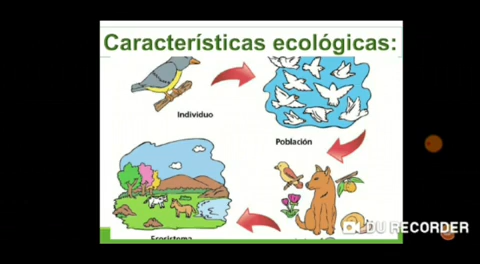 Características ecológicas:
Individuo
Población
Ecosistema
DU RECORDER